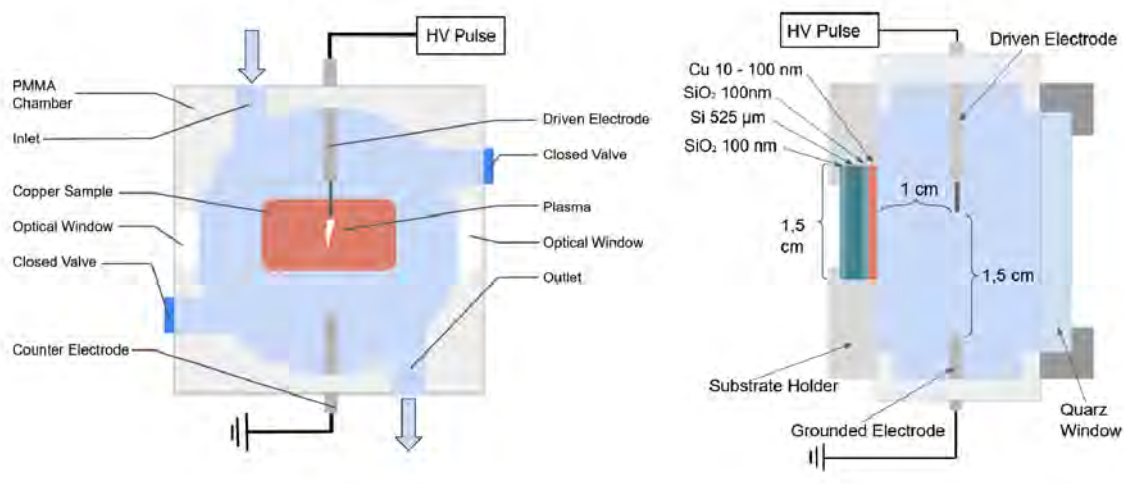 HV Pulse
PMMA
Chamber
Inlet
Copper Sample
Optical Window
Closed Valve
Counter Electrode
Driven Electrode
Closed Valve
Plasma
Optical Window
Outlet
HV Pulse
Driven Electrode
Cu 10 - 100 nm
SiO₂ 100nm
Si 525 µm
SiO₂ 100 nm
1 cm
1,5
cm
1,5 cm
Substrate Holder
Grounded Electrode
Quarz
Window